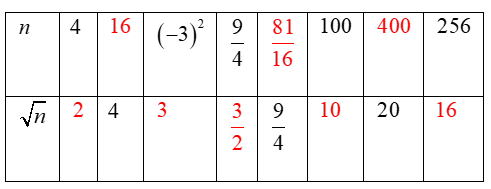 n 4 16 (−3)² 9/4 81/16 100 400 256
√n 2 4 3 3/2 9/4 10 20 16